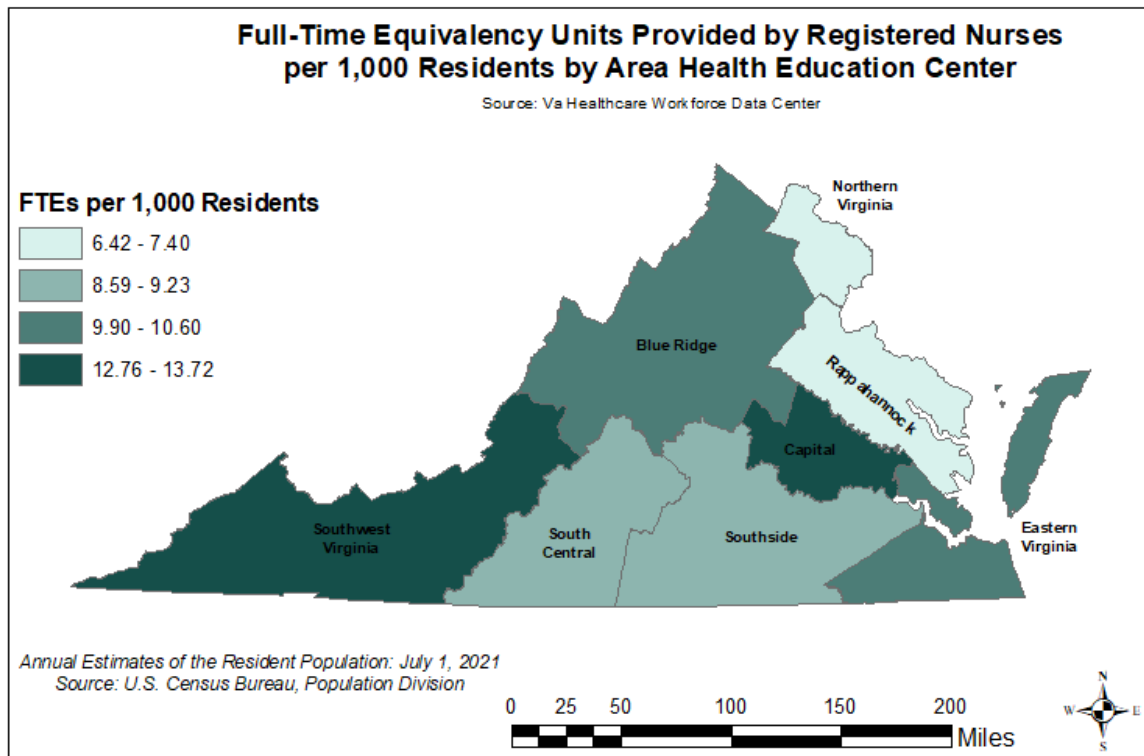 Full-Time Equivalency Units Provided by Registered Nurses
per 1,000 Residents by Area Health Education Center
Source: Va Healthcare Workforce Data Center
FTEs per 1,000 Residents
6.42 - 7.40
8.59 - 9.23
9.90 - 10.60
12.76 - 13.72
Northern
Virginia
Blue Ridge
Rappahannock
Capital
Southwest
Virginia
South
Central
Southside
Eastern
Virginia
Annual Estimates of the Resident Population: July 1, 2021
Source: U.S. Census Bureau, Population Division
0 25 50 100 150 200
Miles
N
W E
S